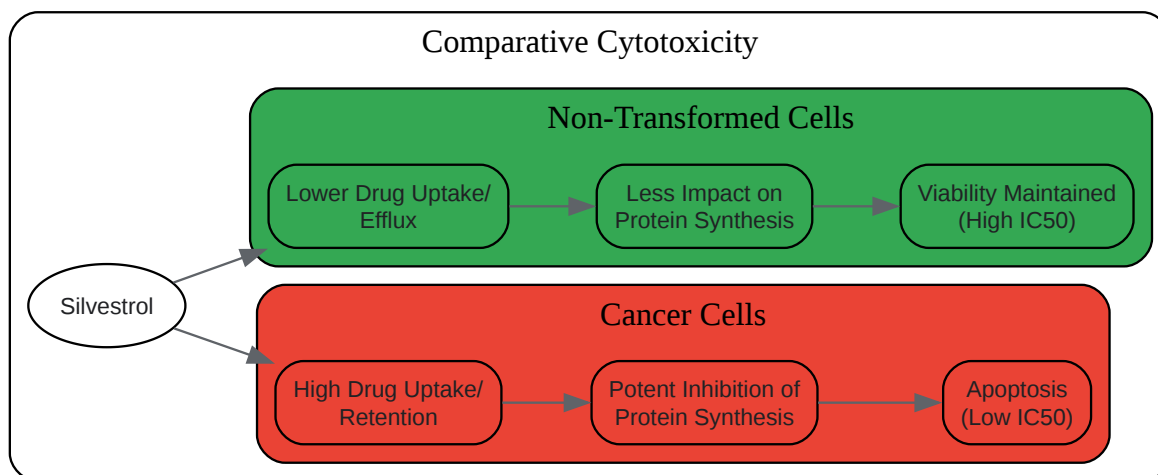 Comparative Cytotoxicity
Non-Transformed Cells
Lower Drug Uptake/
Efflux
Less Impact on
Protein Synthesis
Viability Maintained
(High IC50)
Silvestrol
Cancer Cells
High Drug Uptake/
Retention
Potent Inhibition of
Protein Synthesis
Apoptosis
(Low IC50)